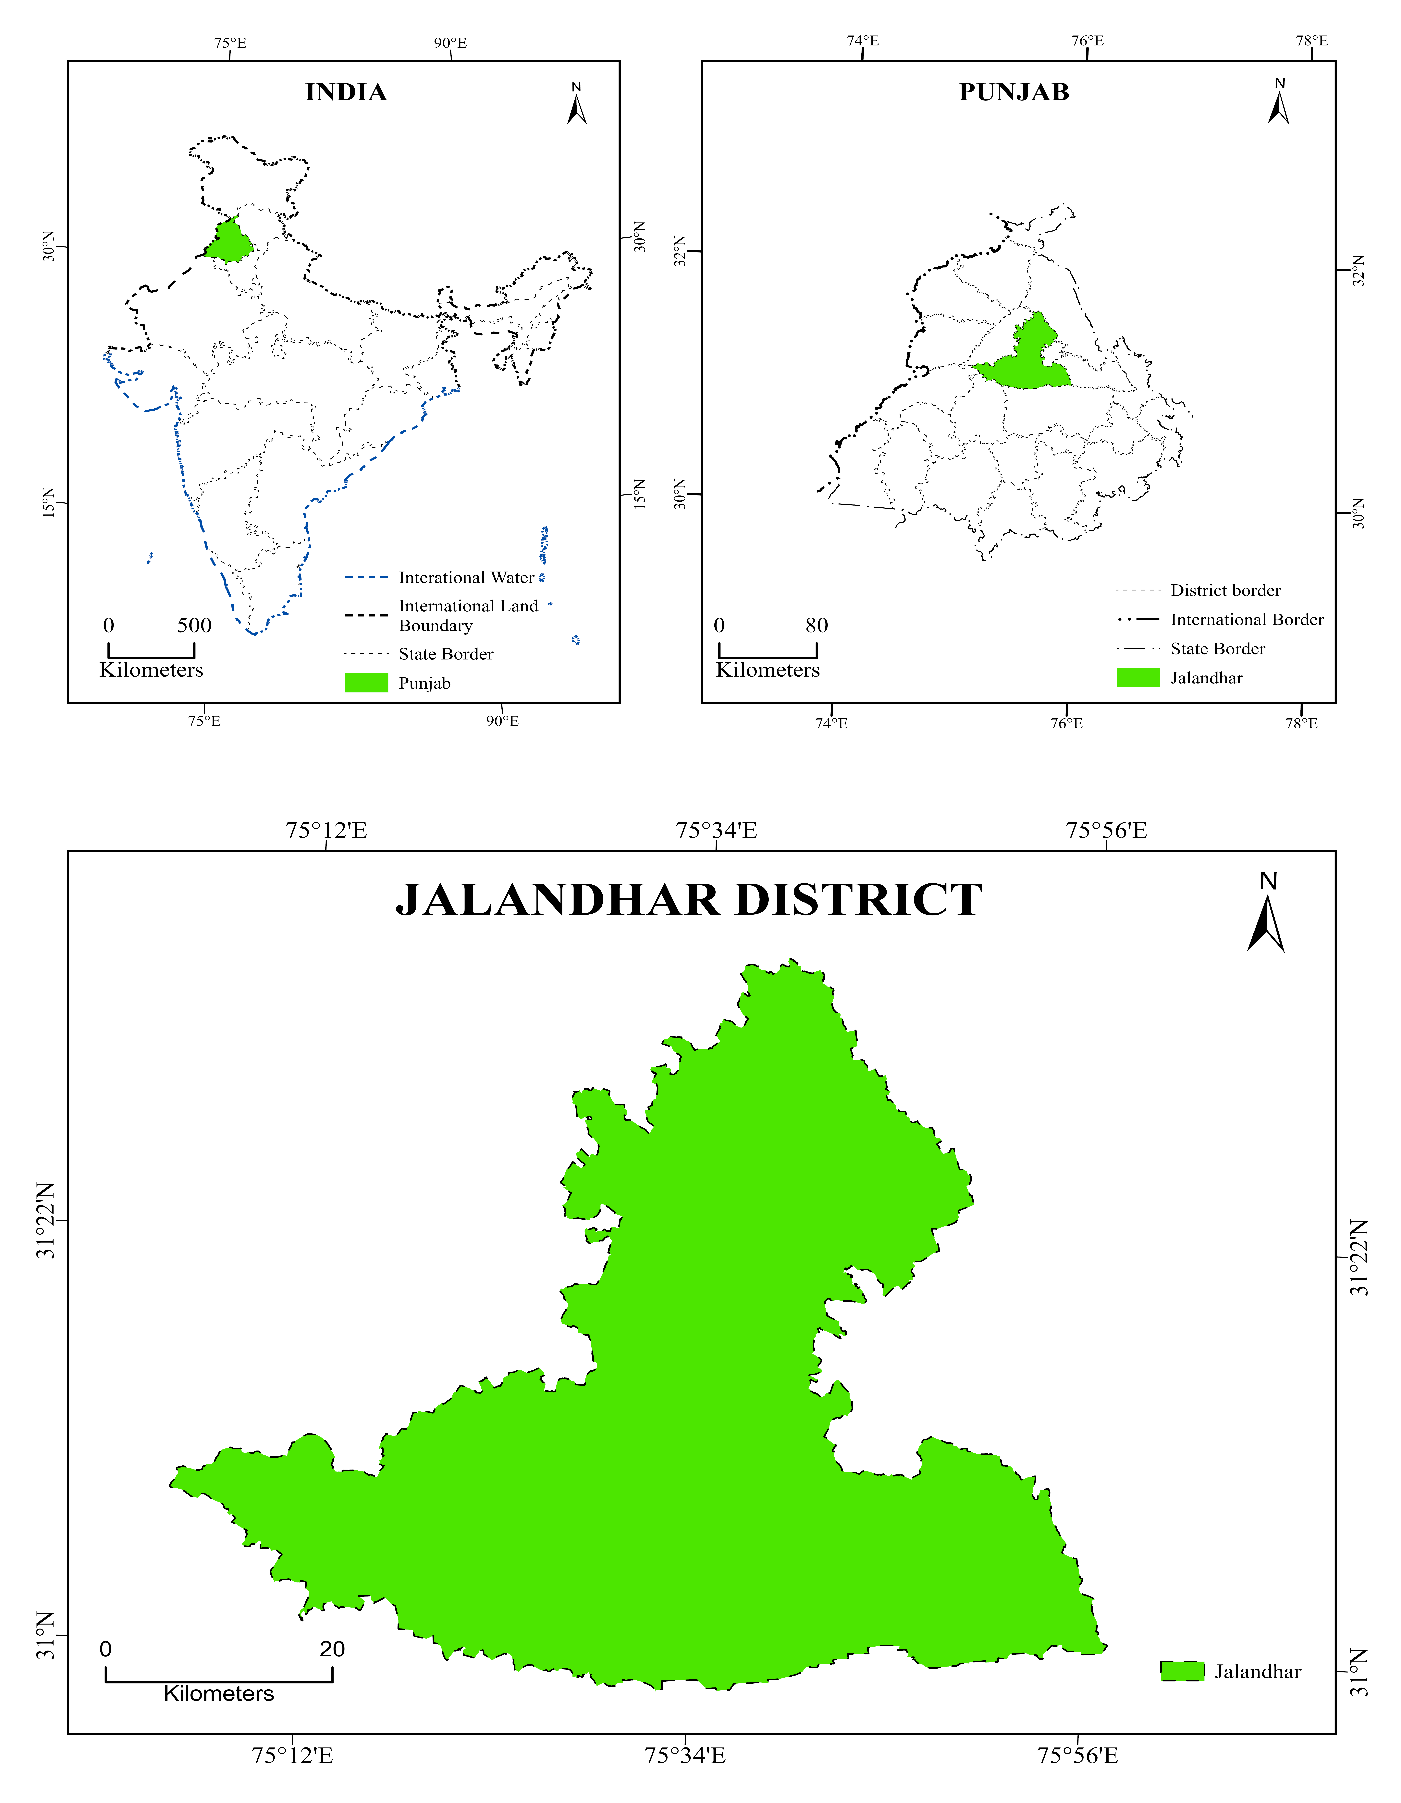 75°E 90°E
INDIA
N
30°N 30°N
15°N 15°N
Interational Water
International Land
Boundary
State Border
Punjab
0 500
Kilometers
75°E 90°E
74°E 76°E 78°E
PUNJAB
N
32°N 32°N
30°N 30°N
District border
International Border
State Border
Jalandhar
0 80
Kilometers
74°E 76°E 78°E
75°12'E 75°34'E 75°56'E
JALANDHAR DISTRICT
N
31°22'N 31°22'N
31°N 31°N
0 20
Kilometers
Jalandhar
75°12'E 75°34'E 75°56'E